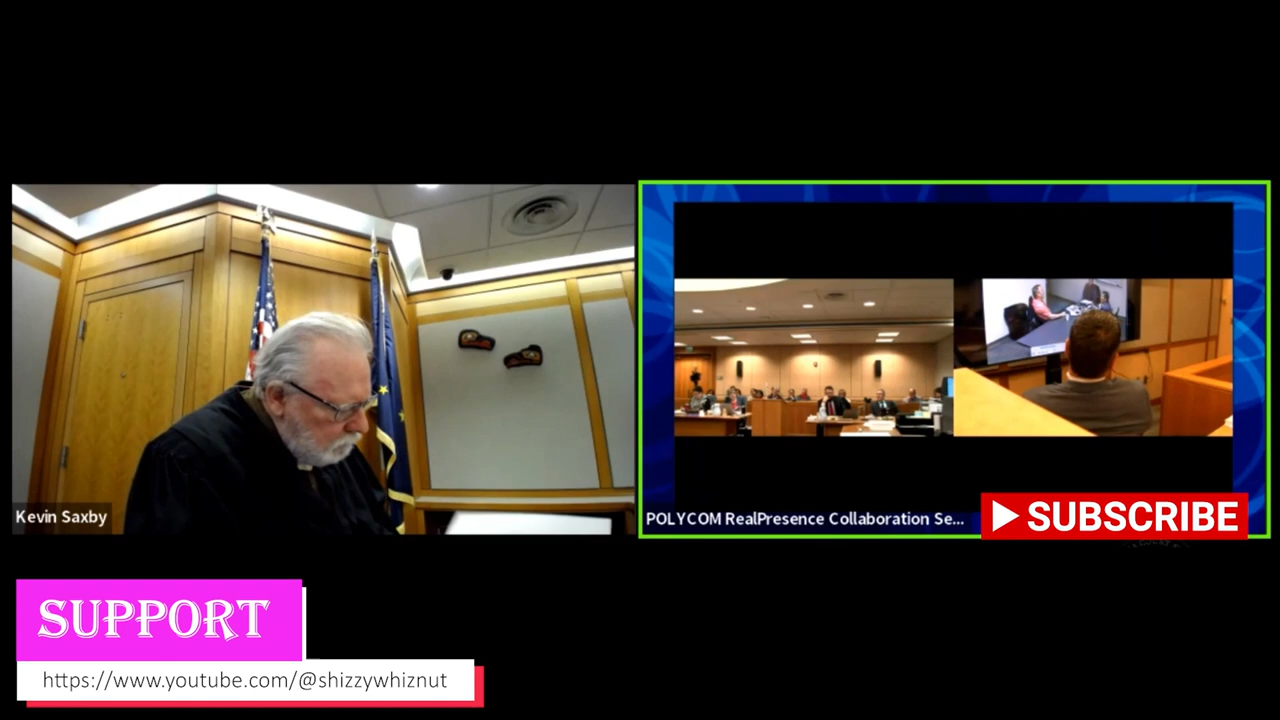 Kevin Saxby
POLYCOM RealPresence Collaboration Se...
SUBSCRIBE
SUPPORT
https://www.youtube.com/@shizzywhiznut